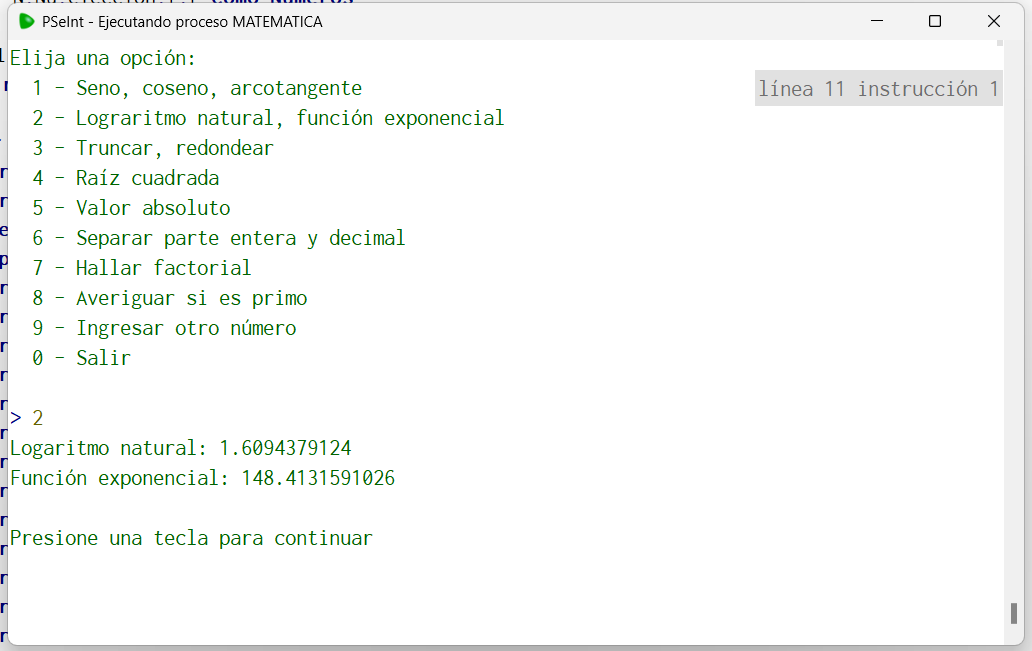 PSeInt - Ejecutando proceso MATEMATICA
Elija una opción:
1 - Seno, coseno, arcotangente
línea 11 instrucción 1
2 - Lograritmo natural, función exponencial
3 - Truncar, redondear
4 - Raíz cuadrada
5 - Valor absoluto
6 - Separar parte entera y decimal
7 - Hallar factorial
8 - Averiguar si es primo
9 - Ingresar otro número
0 - Salir
> 2
Logaritmo natural: 1.6094379124
Función exponencial: 148.4131591026
Presione una tecla para continuar